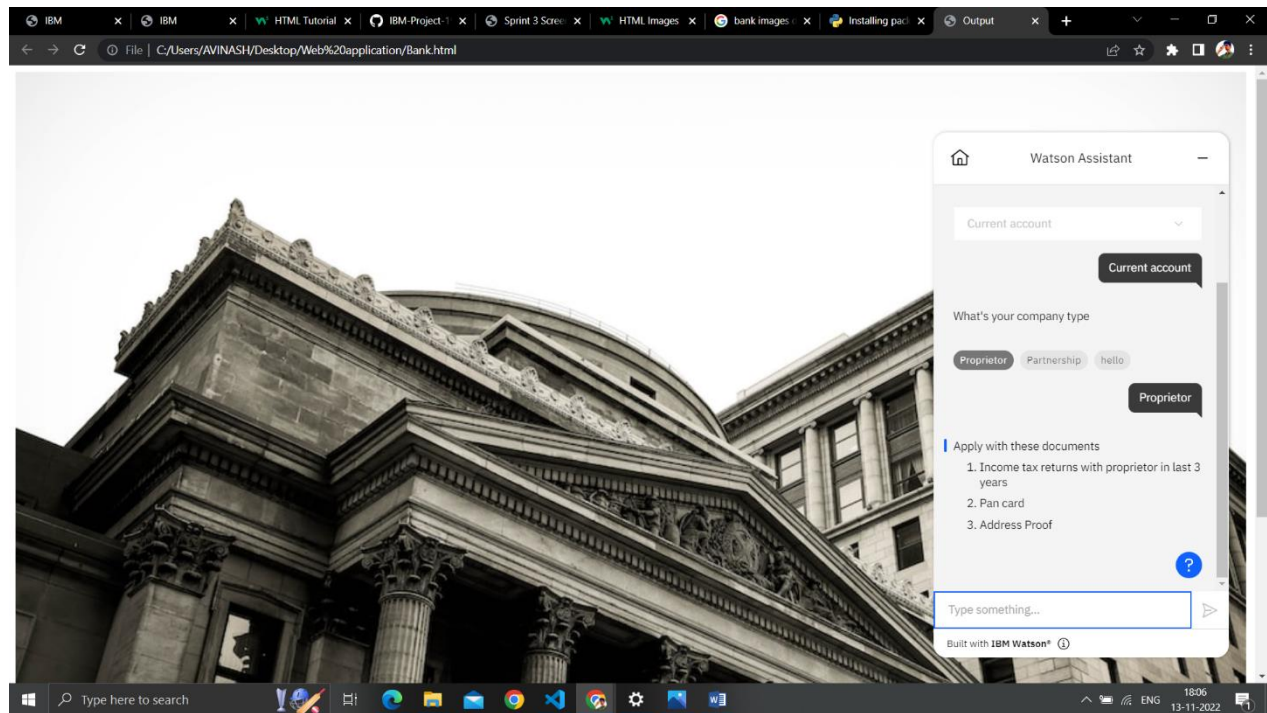 IBM
IBM
HTML Tutorial
IBM-Project-1
Sprint 3 Scree
HTML Images
bank images
Installing pac
Output
File | C:/Users/AVINASH/Desktop/Web%20application/Bank.html
Watson Assistant
Current account
Current account
What's your company type
Proprietor Partnership hello
Proprietor
Apply with these documents
1. Income tax returns with proprietor in last 3
years
2. Pan card
3. Address Proof
?
Type something...
Built with IBM Watson®
Type here to search
ENG
18:06
13-11-2022
1